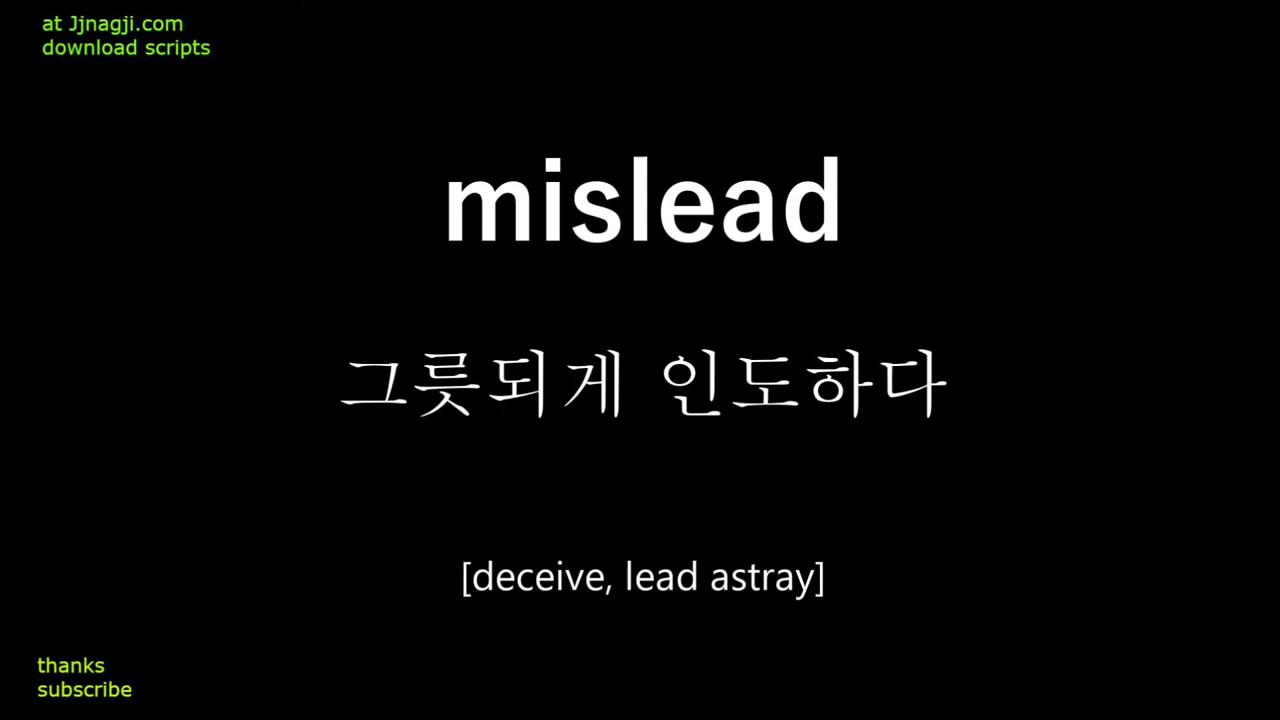 at Jjnagji.com
download scripts
mislead
그릇되게 인도하다
[deceive, lead astray]
thanks
subscribe